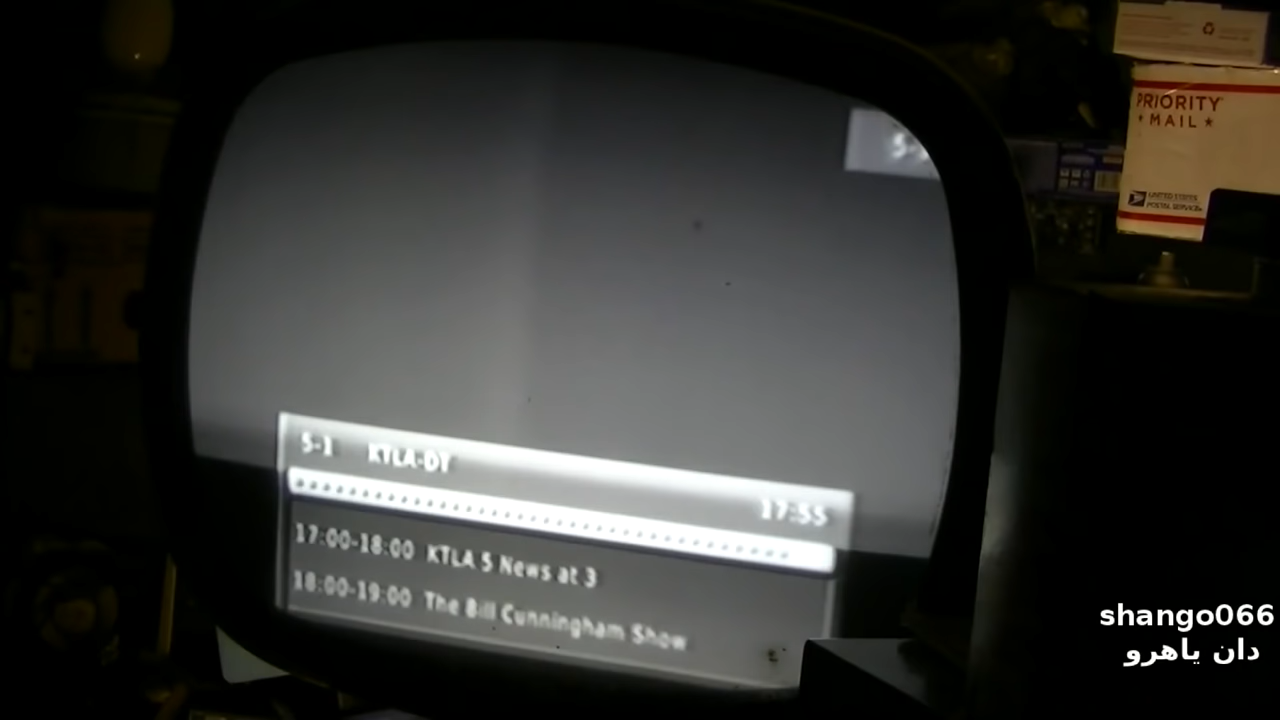 PRIORITY
★ MAIL ★
UNITED STATES
POSTAL SERVICE
5-1 KTLA-DT
17:55
17:00-18:00 KTLA 5 News at 3
18:00-19:00 The Bill Cunningham Show
shango066
دان ياهرو